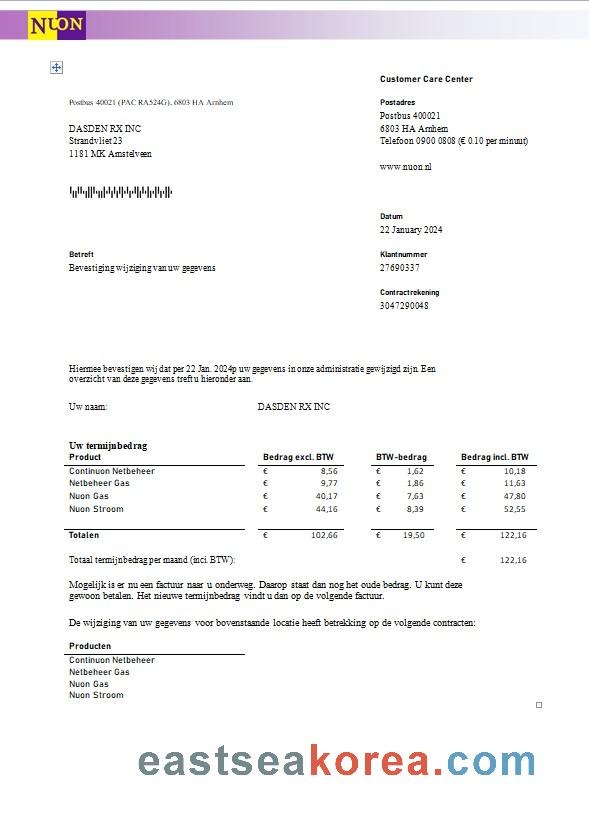 NUON
Customer Care Center
Postbus 40021 (PAC RA524G), 6803 HA Arnhem
Postadres
Postbus 400021
DASDEN RX INC
6803 HA Arnhem
Strandvliet 23
Telefoon 0900 0808 (€ 0.10 per minuut)
1181 MK Amstelveen
www.nuon.nl
Datum
22 January 2024
Betreft
Klantnummer
Bevestiging wijziging van uw gegevens
27690337
Contractrekening
3047290048
Hiermee bevestigen wij dat per 22 Jan. 2024p uw gegevens in onze administratie gewijzigd zijn. Een
overzicht van deze gegevens treft u hieronder aan.
Uw naam: DASDEN RX INC
Uw termijnbedrag
Product Bedrag excl. BTW BTW-bedrag Bedrag incl. BTW
Continuon Netbeheer € 8,56 € 1,62 € 10,18
Netbeheer Gas € 9,77 € 1,86 € 11,63
Nuon Gas € 40,17 € 7,63 € 47,80
Nuon Stroom € 44,16 € 8,39 € 52,55
Totalen € 102,66 € 19,50 € 122,16
Totaal termijnbedrag per maand (incl. BTW): € 122,16
Mogelijk is er nu een factuur naar u onderweg. Daarop staat dan nog het oude bedrag. U kunt deze
gewoon betalen. Het nieuwe termijnbedrag vindt u dan op de volgende factuur.
De wijziging van uw gegevens voor bovenstaande locatie heeft betrekking op de volgende contracten:
Producten
Continuon Netbeheer
Netbeheer Gas
Nuon Gas
Nuon Stroom
eastseakorea.com